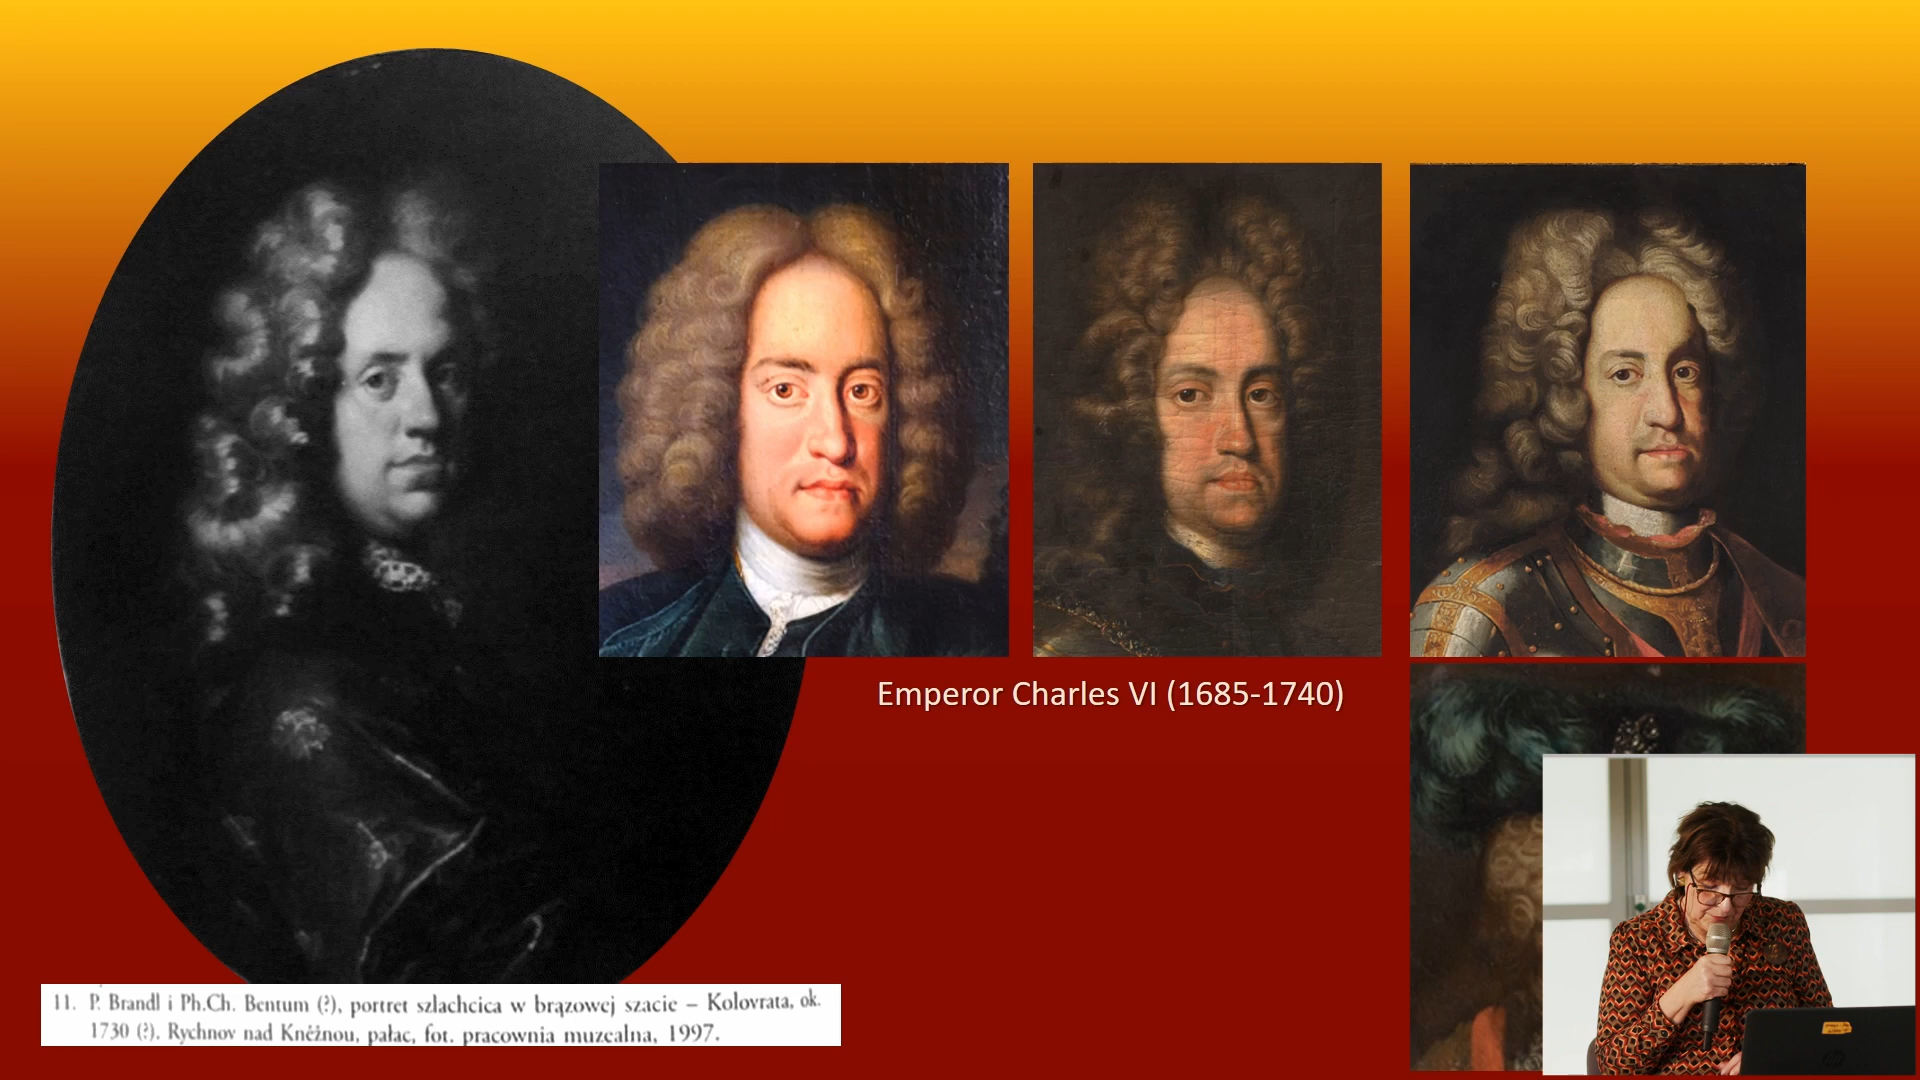 Emperor Charles VI (1685-1740)
11. P. Brandl i Ph.Ch. Bentum (?), portret szlachcica w brązowej szacie – Kolovrata, ok.
1730 (?). Rychnov nad Kněžnou, pałac, fot. pracownia muzealna, 1997.